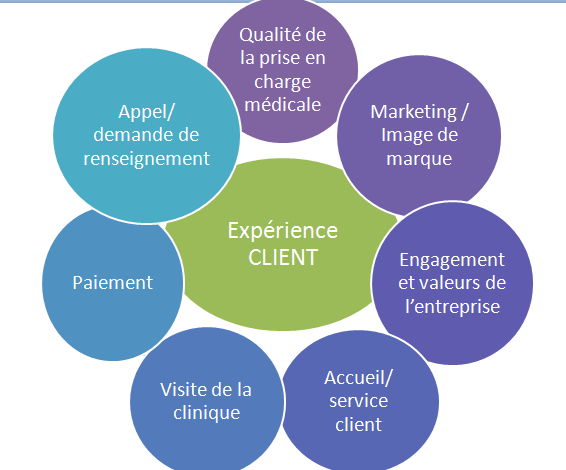 Qualité de
la prise en
charge
médicale
Marketing /
Image de
marque
Engagement
et valeurs de
l'entreprise
Accueil/
service
client
Visite de la
clinique
Paiement
Appel/
demande de
renseignement
Expérience
CLIENT